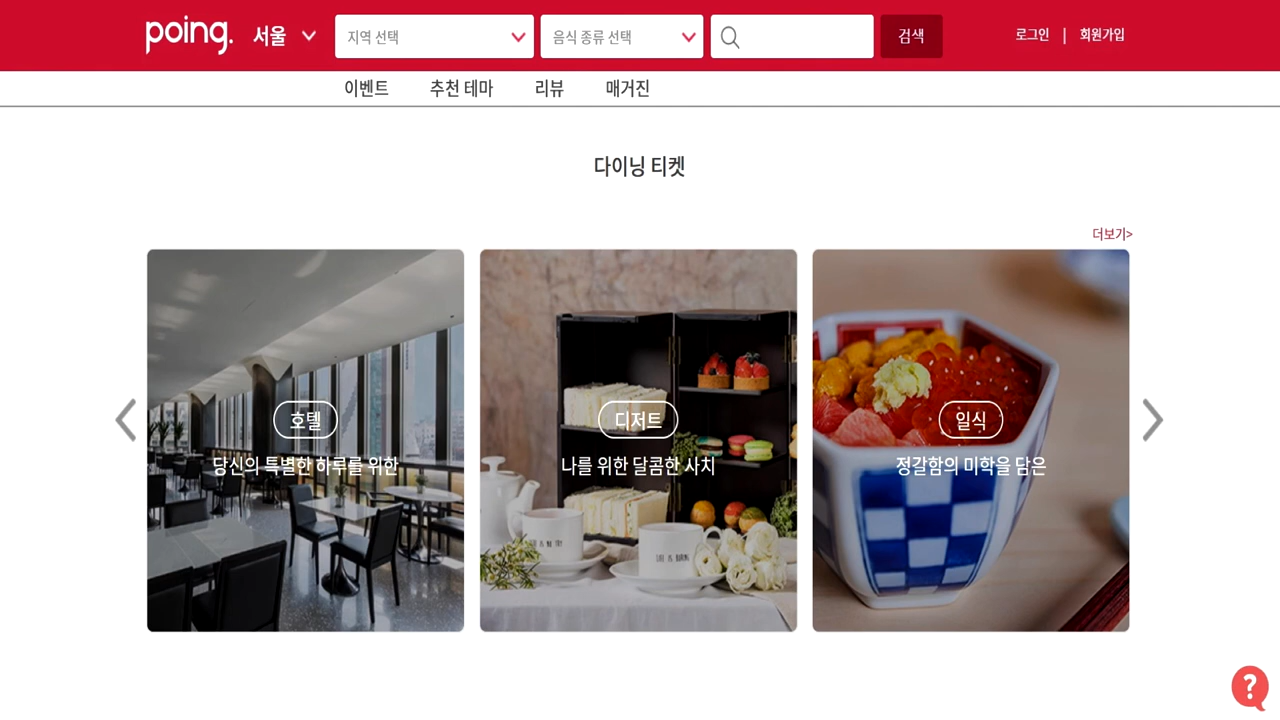 poing. 서울 지역 선택 음식 종류 선택 검색 로그인 | 회원가입
이벤트 추천 테마 리뷰 매거진
다이닝 티켓
더보기>
호텔
당신의 특별한 하루를 위한
디저트
나를 위한 달콤한 사치
일식
정갈함의 미학을 담은
?